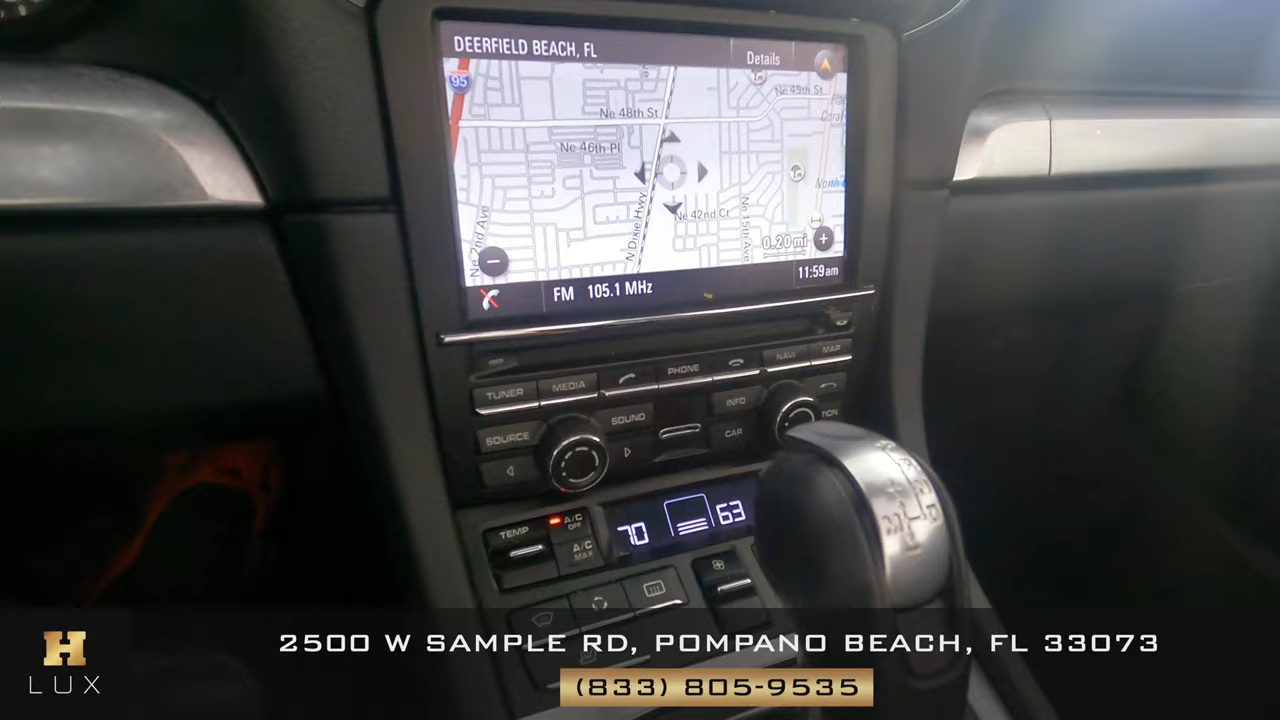 DEERFIELD BEACH, FL
Details
95
Ne 48th St
Ne 49th St
Ne 46th Pl
Ne 42nd Ct
Ne 2nd Ave
N Dixie Hwy
Ne 15th Ave
0.20 mi
+
−
11:59 am
FM 105.1 MHz
TUNER MEDIA PHONE NAVI MAP
SOURCE SOUND INFO
CAR
TEMP A/C OFF
A/C MAX
70 63
H
LUX
2500 W SAMPLE RD, POMPANO BEACH, FL 33073
(833) 805-9535